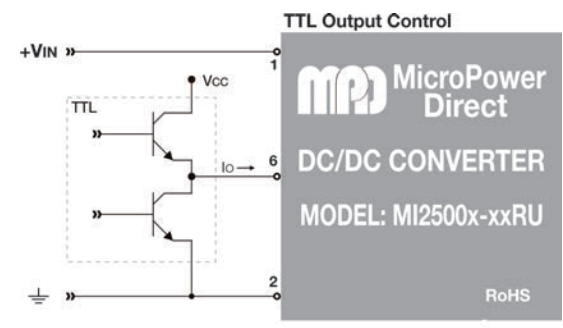 TTL Output Control
+VIN
1
VCC
TTL
IO
6
2
MPD MicroPower
Direct
DC/DC CONVERTER
MODEL: MI2500x-xxRU
RoHS